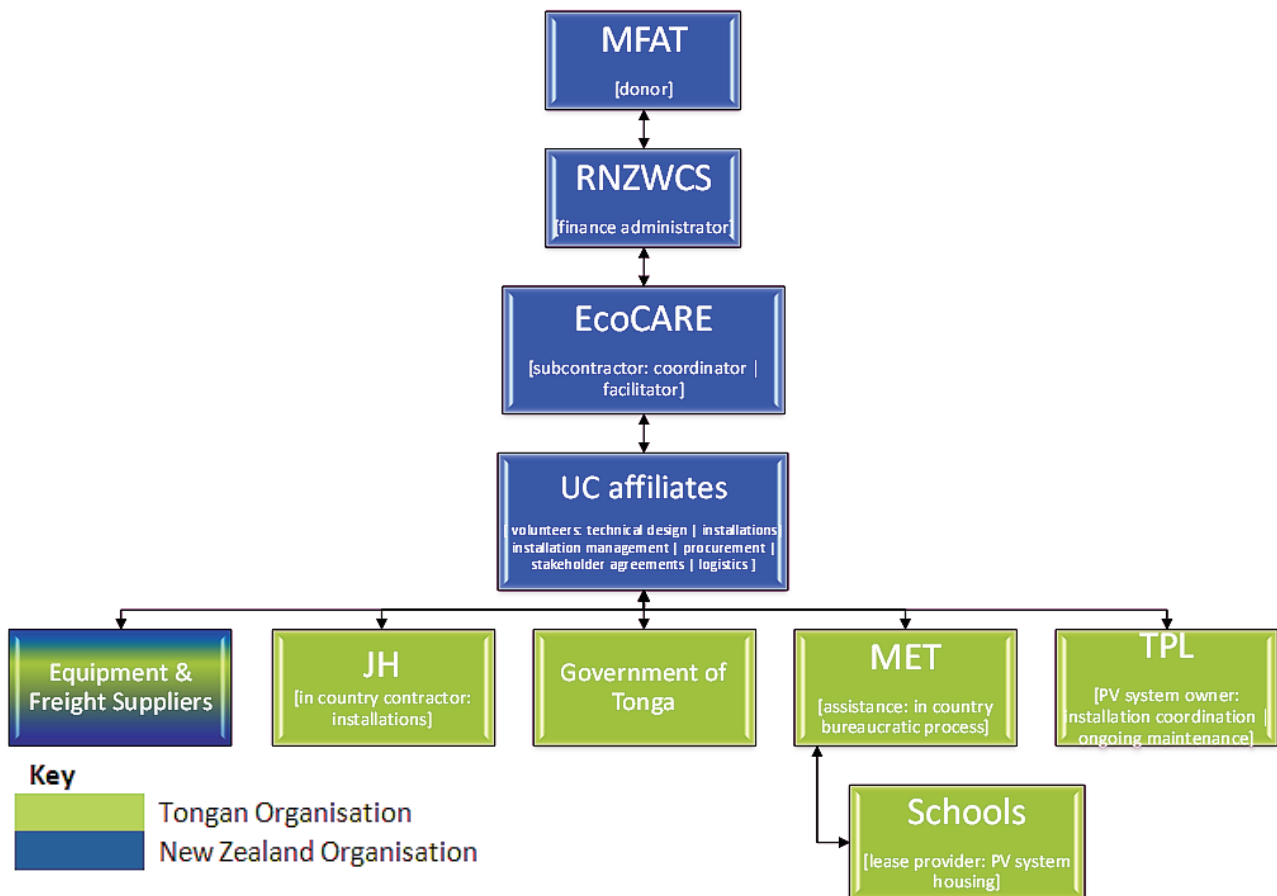 MFAT
[donor]
RNZWCS
[finance administrator]
EcoCARE
[subcontractor: coordinator |
facilitator]
UC affiliates
[ volunteers: technical design | installations|
installation management | procurement |
stakeholder agreements | logistics ]
Equipment &
Freight Suppliers
JH
[in country contractor:
installations]
Government of
Tonga
MET
[assistance: in country
bureaucratic process]
TPL
[PV system owner:
installation coordination |
ongoing maintenance]
Schools
[lease provider: PV system
housing]
Key
Tongan Organisation
New Zealand Organisation